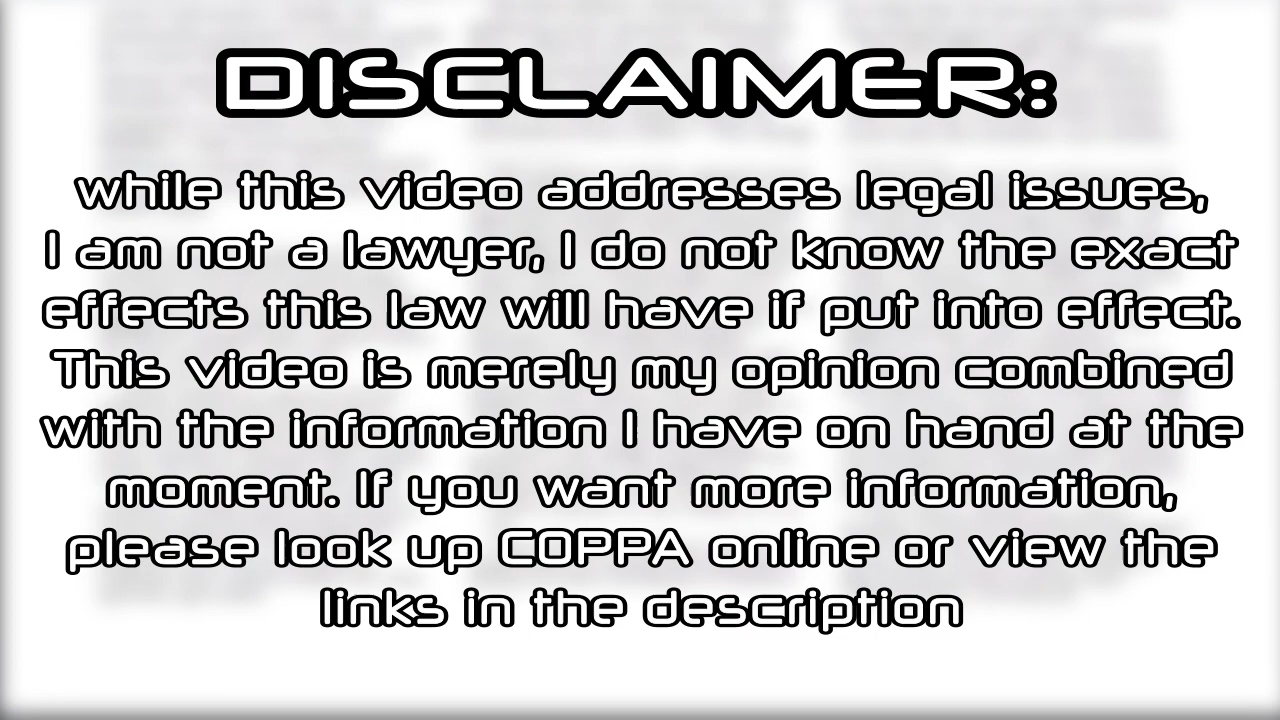 DISCLAIMER:
while this video addresses legal issues,
I am not a lawyer, I do not know the exact
effects this law will have if put into effect.
This video is merely my opinion combined
with the information I have on hand at the
moment. If you want more information,
please look up COPPA online or view the
links in the description